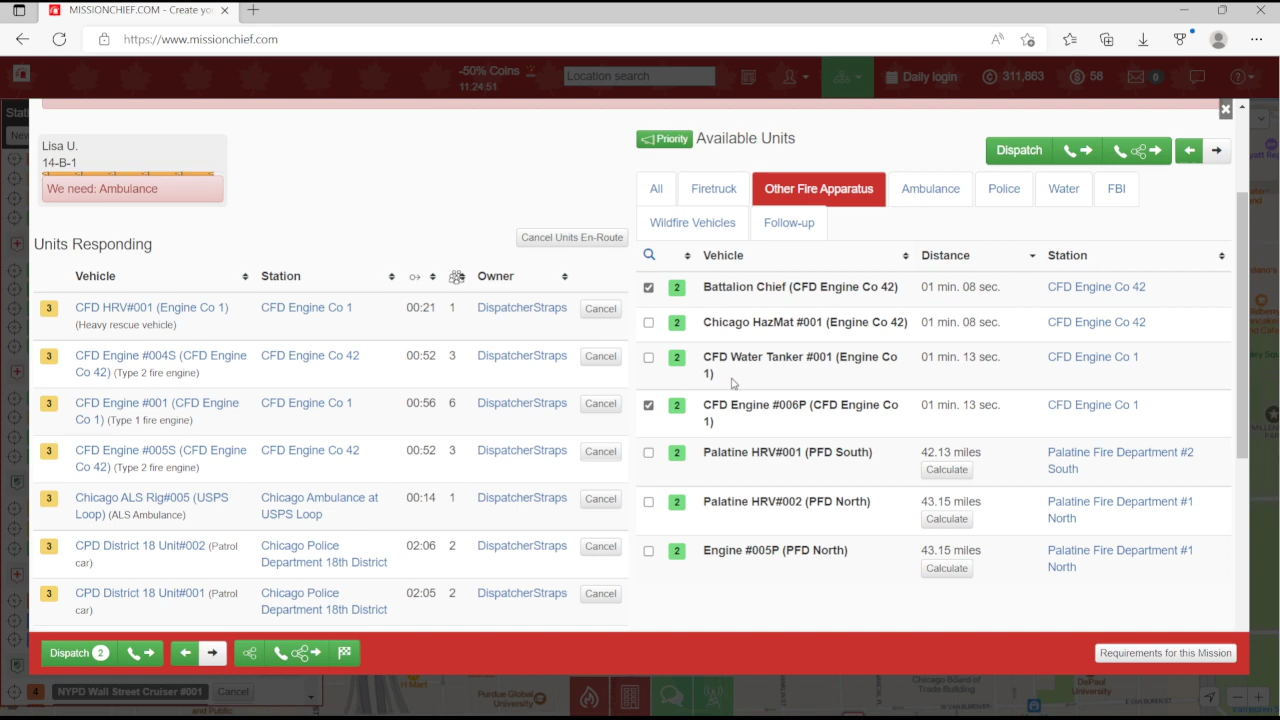 MISSIONCHIEF.COM - Create yo
https://www.missionchief.com
-50% Coins
11:24:51
Location search
Daily login
311,863
58
0
Stati
New
Lisa U.
14-B-1
We need: Ambulance
Units Responding
Cancel Units En-Route
Vehicle Station Owner
3 CFD HRV#001 (Engine Co 1) CFD Engine Co 1 00:21 1 DispatcherStraps Cancel
(Heavy rescue vehicle)
3 CFD Engine #004S (CFD Engine CFD Engine Co 42 00:52 3 DispatcherStraps Cancel
Co 42) (Type 2 fire engine)
3 CFD Engine #001 (CFD Engine CFD Engine Co 1 00:56 6 DispatcherStraps Cancel
Co 1) (Type 1 fire engine)
3 CFD Engine #005S (CFD Engine CFD Engine Co 42 00:52 3 DispatcherStraps Cancel
Co 42) (Type 2 fire engine)
3 Chicago ALS Rig#005 (USPS Chicago Ambulance at 00:14 1 DispatcherStraps Cancel
Loop) (ALS Ambulance) USPS Loop
3 CPD District 18 Unit#002 (Patrol Chicago Police 02:06 2 DispatcherStraps Cancel
car) Department 18th District
3 CPD District 18 Unit#001 (Patrol Chicago Police 02:05 2 DispatcherStraps Cancel
car) Department 18th District
Priority Available Units
Dispatch
All Firetruck Other Fire Apparatus Ambulance Police Water FBI
Wildfire Vehicles Follow-up
Vehicle Distance Station
2 Battalion Chief (CFD Engine Co 42) 01 min. 08 sec. CFD Engine Co 42
2 Chicago HazMat #001 (Engine Co 42) 01 min. 08 sec. CFD Engine Co 42
2 CFD Water Tanker #001 (Engine Co 01 min. 13 sec. CFD Engine Co 1
1)
2 CFD Engine #006P (CFD Engine Co 01 min. 13 sec. CFD Engine Co 1
1)
2 Palatine HRV#001 (PFD South) 42.13 miles Palatine Fire Department #2
Calculate South
2 Palatine HRV#002 (PFD North) 43.15 miles Palatine Fire Department #1
Calculate North
2 Engine #005P (PFD North) 43.15 miles Palatine Fire Department #1
Calculate North
Dispatch 2
Requirements for this Mission
4 NYPD Wall Street Cruiser #001 Cancel
and Public
H Mart
Purdue Global
University
Chicago Board of
Trade Building
DePaul
University